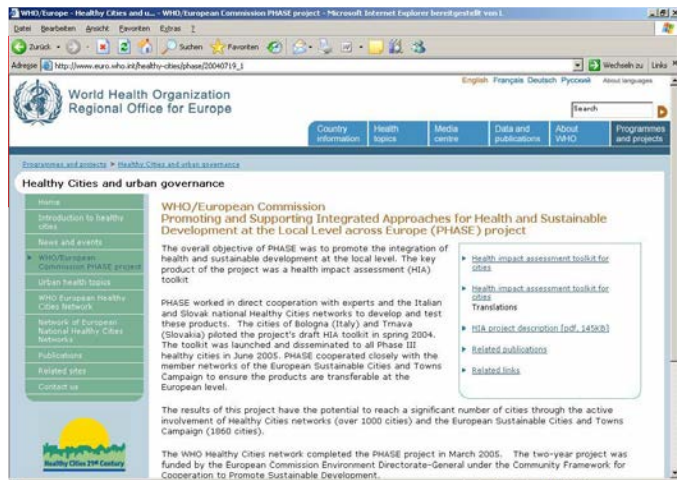 WHO/Europe - Healthy Cities and u... - WHO/European Commission PHASE project - Microsoft Internet Explorer bereitgestellt von L
Datei Bearbeiten Ansicht Favoriten Extras ?
Zurück Suchen Favoriten
Adresse http://www.euro.who.int/healthy-cities/phase/20040719_1 Wechseln zu Links
English Français Deutsch Русский About languages
World Health Organization
Regional Office for Europe
Search
Country information
Health topics
Media centre
Data and publications
About WHO
Programmes and projects
Programmes and projects > Healthy Cities and urban governance
Healthy Cities and urban governance
Home
Introduction to healthy cities
News and events
WHO/European Commission PHASE project
Urban health topics
WHO European Healthy Cities Network
Network of European National Healthy Cities Networks
Publications
Related sites
Contact us
Healthy Cities 21st Century
WHO/European Commission
Promoting and Supporting Integrated Approaches for Health and Sustainable
Development at the Local Level across Europe (PHASE) project
The overall objective of PHASE was to promote the integration of
health and sustainable development at the local level. The key
product of the project was a health impact assessment (HIA)
toolkit
PHASE worked in direct cooperation with experts and the Italian
and Slovak national Healthy Cities networks to develop and test
these products. The cities of Bologna (Italy) and Trnava
(Slovakia) piloted the project's draft HIA toolkit in spring 2004.
The toolkit was launched and disseminated to all Phase III
healthy cities in June 2005. PHASE cooperated closely with the
member networks of the European Sustainable Cities and Towns
Campaign to ensure the products are transferable at the
European level.
Health impact assessment toolkit for
cities
Health impact assessment toolkit for
cities
Translations
HIA project description [pdf, 145KB]
Related publications
Related links
The results of this project have the potential to reach a significant number of cities through the active
involvement of Healthy Cities networks (over 1000 cities) and the European Sustainable Cities and Towns
Campaign (1860 cities).
The WHO Healthy Cities network completed the PHASE project in March 2005. The two-year project was
funded by the European Commission Environment Directorate-General under the Community Framework for
Cooperation to Promote Sustainable Development.